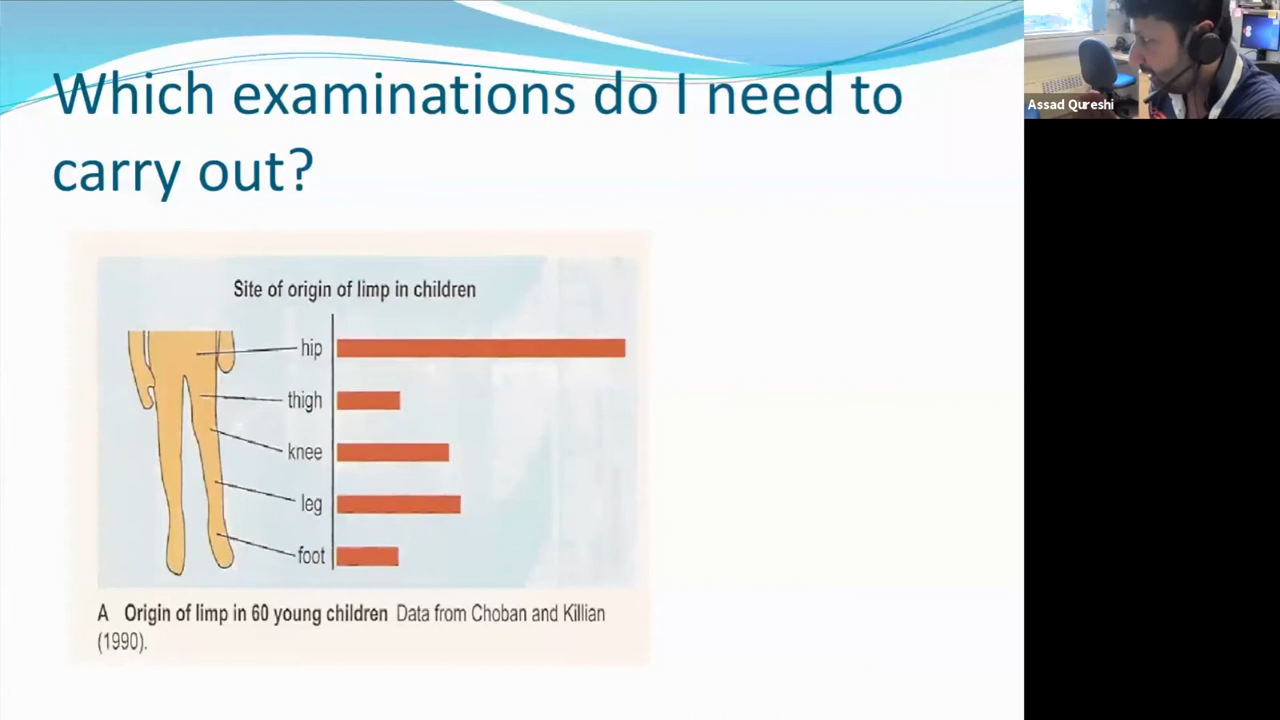 Which examinations do I need to
carry out?
Assad Qureshi
Site of origin of limp in children
hip
thigh
knee
leg
foot
A Origin of limp in 60 young children Data from Choban and Killian
(1990).